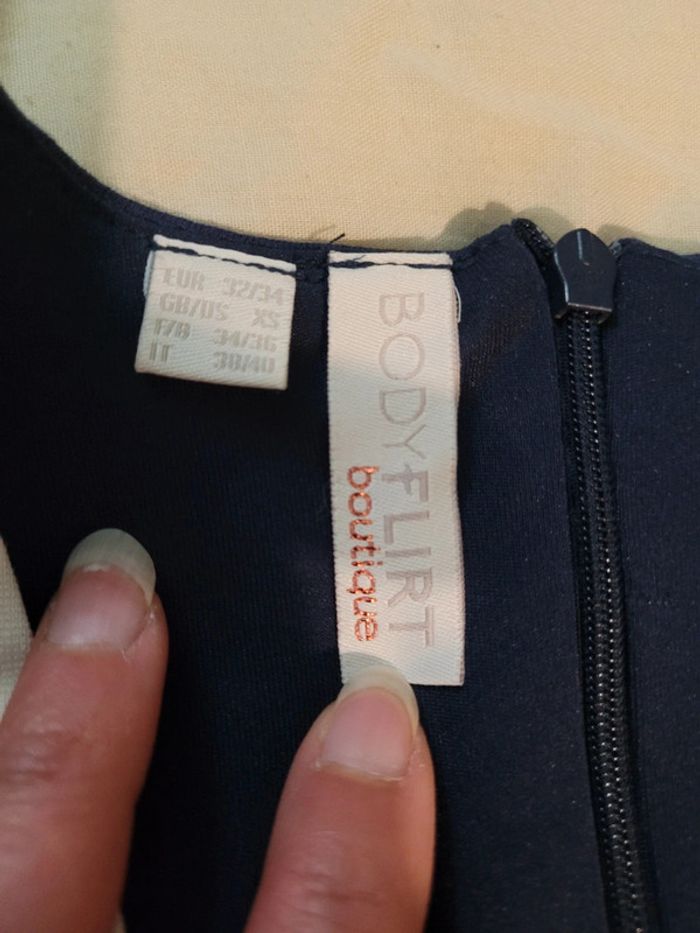 EUR 32/34
GB/US XS
F/B 34/36
IT 38/40
BODYFLIRT
boutique